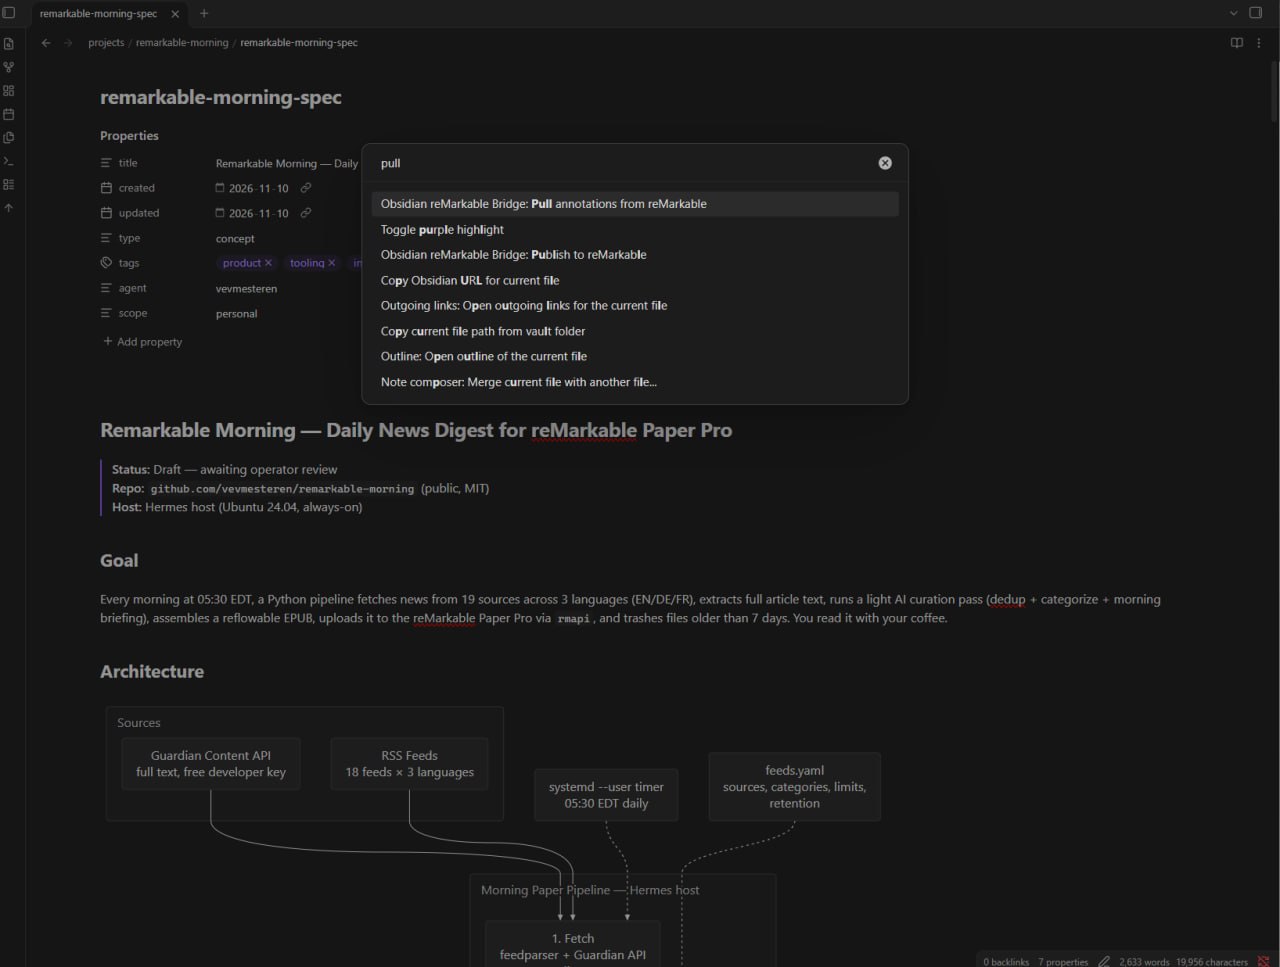 remarkable-morning-spec
projects / remarkable-morning / remarkable-morning-spec
remarkable-morning-spec
Properties
title Remarkable Morning — Daily
created 2026-11-10
updated 2026-11-10
type concept
tags product tooling in
agent vevmesteren
scope personal
Add property
pull
Obsidian reMarkable Bridge: Pull annotations from reMarkable
Toggle purple highlight
Obsidian reMarkable Bridge: Publish to reMarkable
Copy Obsidian URL for current file
Outgoing links: Open outgoing links for the current file
Copy current file path from vault folder
Outline: Open outline of the current file
Note composer: Merge current file with another file...
Remarkable Morning — Daily News Digest for reMarkable Paper Pro
Status: Draft — awaiting operator review
Repo: github.com/vevmesteren/remarkable-morning (public, MIT)
Host: Hermes host (Ubuntu 24.04, always-on)
Goal
Every morning at 05:30 EDT, a Python pipeline fetches news from 19 sources across 3 languages (EN/DE/FR), extracts full article text, runs a light AI curation pass (dedup + categorize + morning
briefing), assembles a reflowable EPUB, uploads it to the reMarkable Paper Pro via rmapi, and trashes files older than 7 days. You read it with your coffee.
Architecture
Sources
Guardian Content API
full text, free developer key
RSS Feeds
18 feeds × 3 languages
systemd --user timer
05:30 EDT daily
feeds.yaml
sources, categories, limits,
retention
Morning Paper Pipeline — Hermes host
1. Fetch
feedparser + Guardian API
0 backlinks 7 properties 2,633 words 19,956 characters